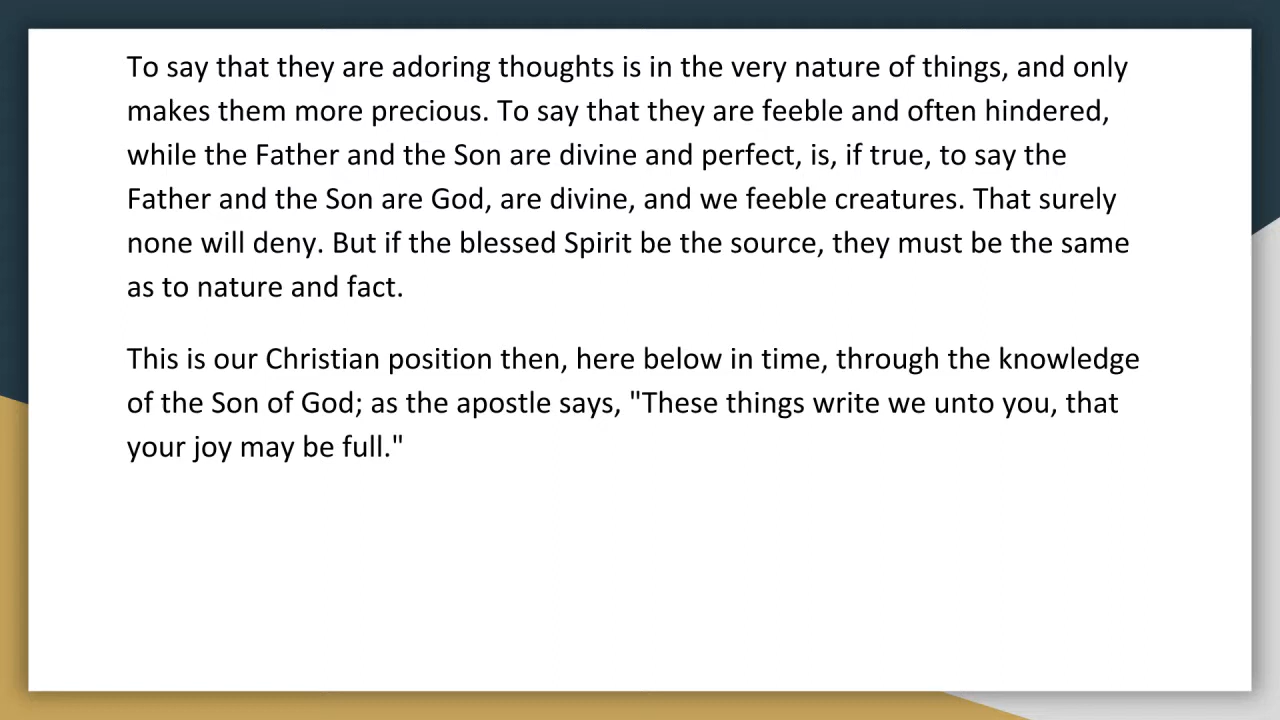 To say that they are adoring thoughts is in the very nature of things, and only
makes them more precious. To say that they are feeble and often hindered,
while the Father and the Son are divine and perfect, is, if true, to say the
Father and the Son are God, are divine, and we feeble creatures. That surely
none will deny. But if the blessed Spirit be the source, they must be the same
as to nature and fact.
This is our Christian position then, here below in time, through the knowledge
of the Son of God; as the apostle says, "These things write we unto you, that
your joy may be full."